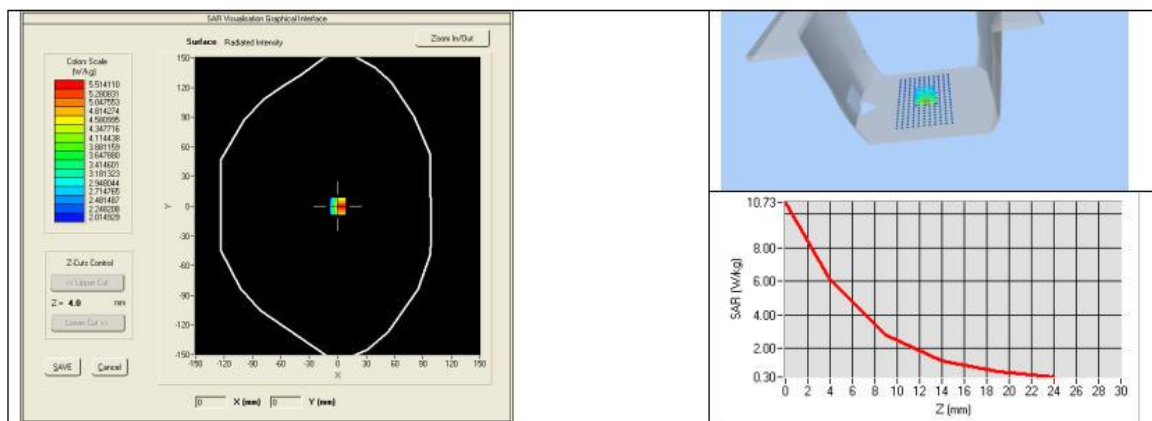 SAR Visualisation Graphical Interface
Surface Radiated Intensity
Zoom In/Out
Colors Scale
(W/kg)
5.514110
5.280831
5.047553
4.814274
4.580995
4.347716
4.114438
3.881159
3.647880
3.414601
3.181323
2.948044
2.714765
2.481487
2.248208
2.014929
Z-Cuts Control
<< Upper Cut
Z = 4.0 mm
Lower Cut >>
SAVE Cancel
150
120
90
60
30
0
-30
-60
-90
-120
-150
Y
-150 -120 -90 -60 -30 0 30 60 90 120 150
X
0 X (mm) 0 Y (mm)
10.73
8.00
6.00
4.00
2.00
0.30
SAR (W/kg)
0 2 4 6 8 10 12 14 16 18 20 22 24 26 28 30
Z (mm)